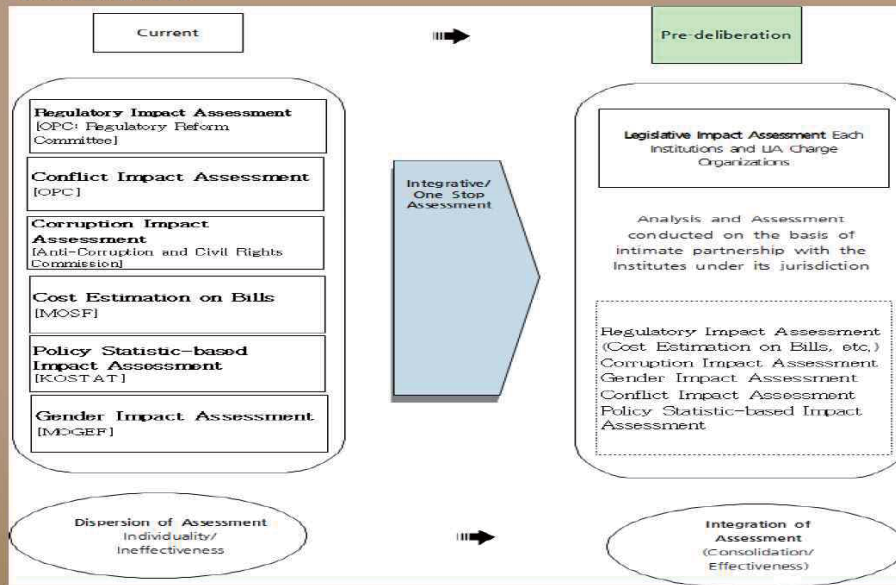 Current
Pre-deliberation
Regulatory Impact Assessment
[OPC: Regulatory Reform
Committee]
Conflict Impact Assessment
[OPC]
Corruption Impact
Assessment
[Anti-Corruption and Civil Rights
Commission]
Cost Estimation on Bills
[MOSF]
Policy Statistic-based
Impact Assessment
[KOSTAT]
Gender Impact Assessment
[MOGEF]
Integrative/
One Stop
Assessment
Legislative Impact Assessment Each
Institutions and LIA Charge
Organizations
Analysis and Assessment
conducted on the basis of
intimate partnership with the
Institutes under its jurisdiction
Regulatory Impact Assessment
(Cost Estimation on Bills, etc.)
Corruption Impact Assessment
Gender Impact Assessment
Conflict Impact Assessment
Policy Statistic-based Impact
Assessment
Dispersion of Assessment
Individuality/
Ineffectiveness
Integration of
Assessment
(Consolidation/
Effectiveness)